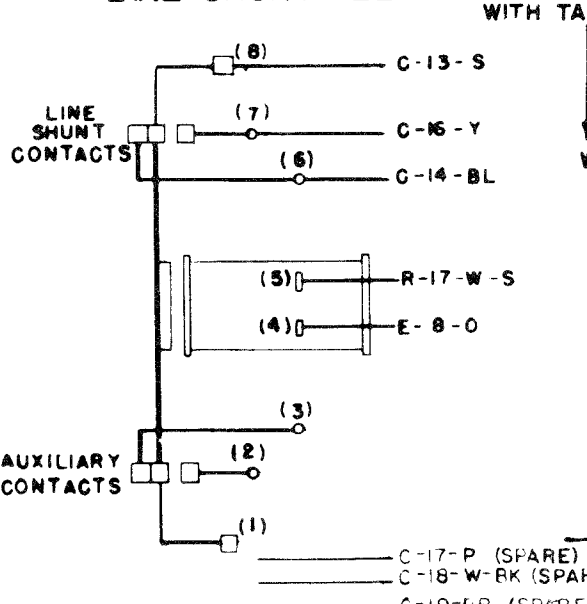 WITH TA
(8)
C-13-S
LINE
SHUNT
CONTACTS
(7)
C-16-Y
(6)
C-14-BL
(5)
R-17-W-S
(4)
E-8-O
(3)
AUXILIARY
CONTACTS
(2)
(1)
C-17-P (SPARE)
C-18-W-BK (SPAR